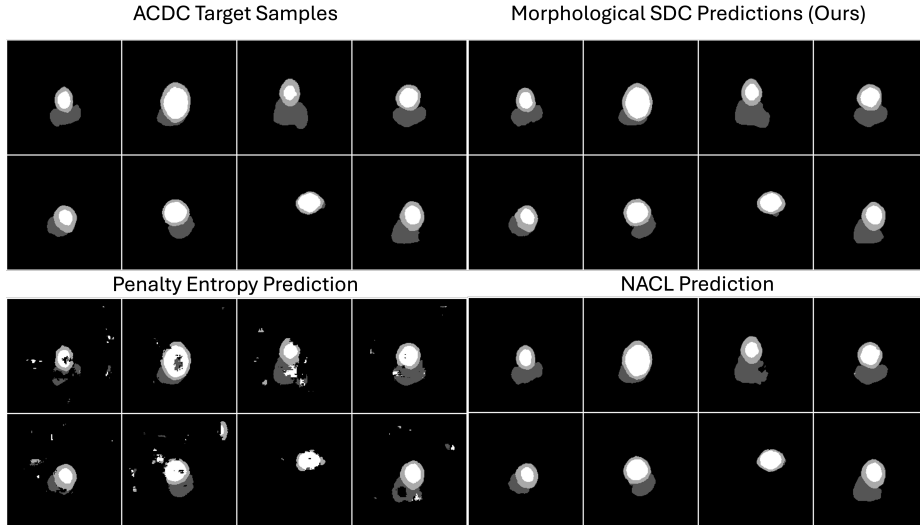 ACDC Target Samples
Morphological SDC Predictions (Ours)
Penalty Entropy Prediction
NACL Prediction